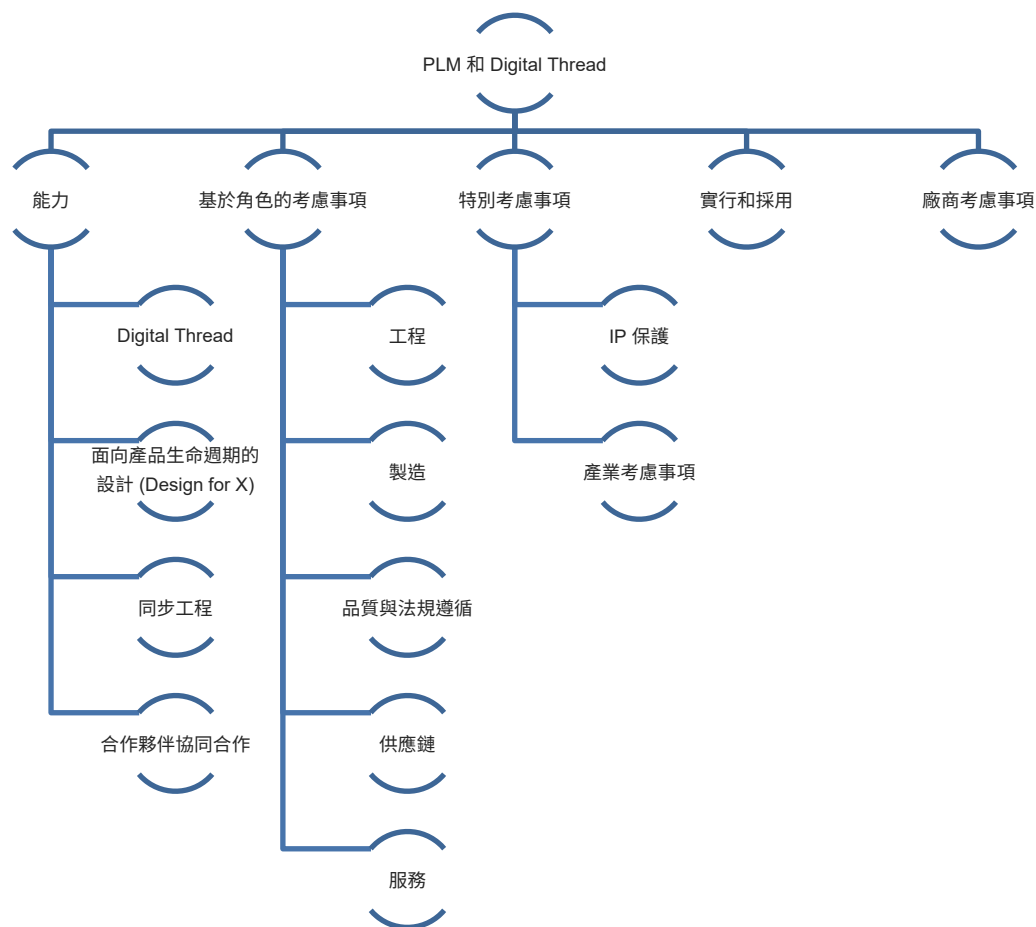 PLM 和 Digital Thread
能力
基於角色的考慮事項
特別考慮事項
實行和採用
廠商考慮事項
Digital Thread
面向產品生命週期的
設計 (Design for X)
同步工程
合作夥伴協同合作
工程
製造
品質與法規遵循
供應鏈
服務
IP 保護
產業考慮事項